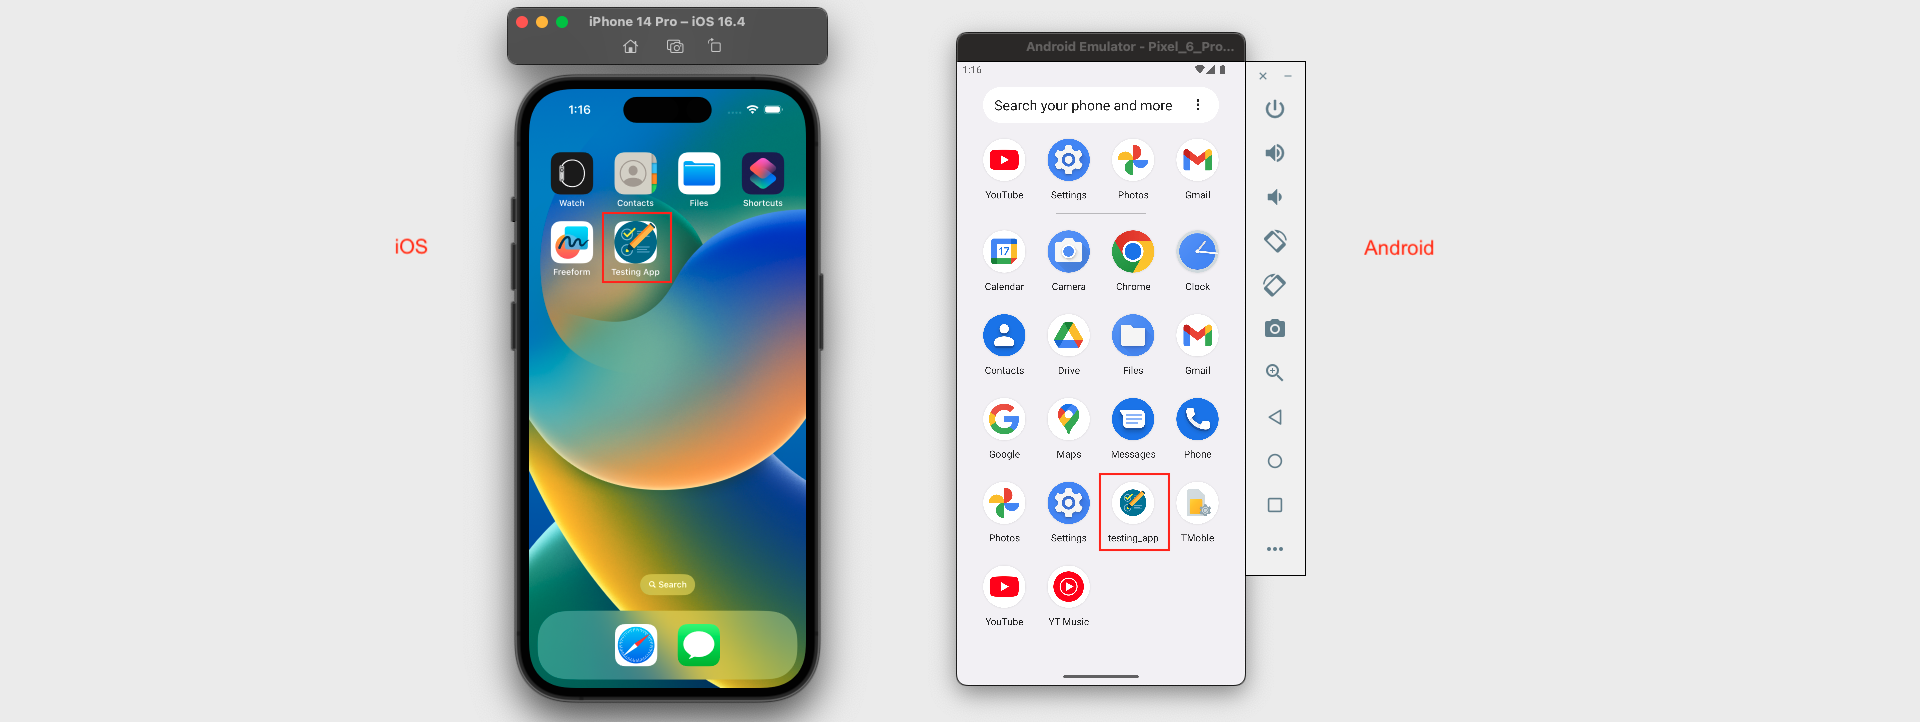 iPhone 14 Pro – iOS 16.4
1:16
Watch
Contacts
Files
Shortcuts
Freeform
Testing App
Search
iOS
Android Emulator - Pixel_6_Pro...
1:16
Search your phone and more
YouTube
Settings
Photos
Gmail
17
Calendar
Camera
Chrome
Clock
Contacts
Drive
Files
Gmail
Google
Maps
Messages
Phone
Photos
Settings
testing_app
TMoble
YouTube
YT Music
Android